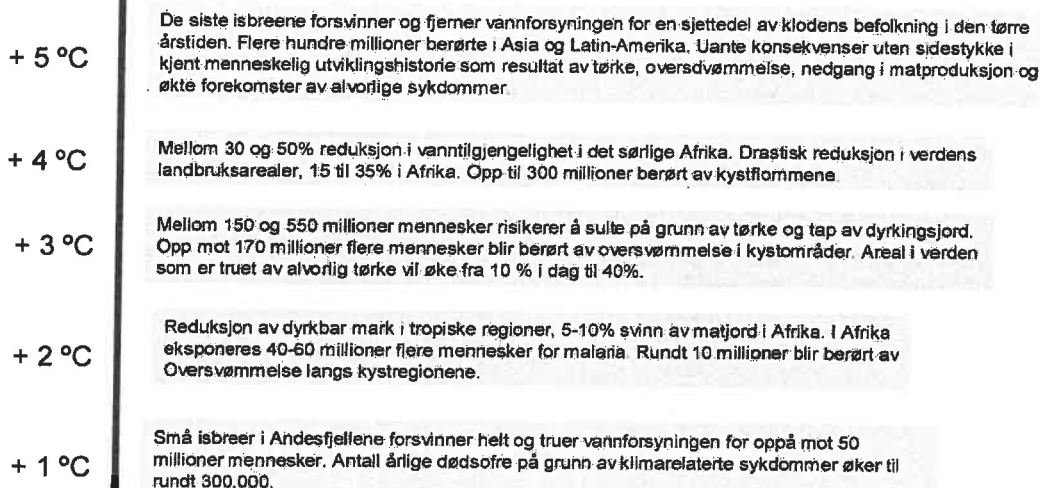 + 5 ºC
De siste isbreene forsvinner og fjerner vannforsyningen for en sjettedel av klodens befolkning i den tørre
årstiden. Flere hundre millioner berørte i Asia og Latin-Amerika. Uante konsekvenser uten sidestykke i
kjent menneskelig utviklingshistorie som resultat av tørke, oversdvømmelse, nedgang i matproduksjon og
økte forekomster av alvorlige sykdommer.
+ 4 ºC
Mellom 30 og 50% reduksjon i vanntilgjengelighet i det sørlige Afrika. Drastisk reduksjon i verdens
landbruksarealer, 15 til 35% i Afrika. Opp til 300 millioner berørt av kystflommene
+ 3 ºC
Mellom 150 og 550 millioner mennesker risikerer å sulte på grunn av tørke og tap av dyrkingsjord.
Opp mot 170 millioner flere mennesker blir berørt av oversvømmelse i kystområder. Areal i verden
som er truet av alvorlig tørke vil øke fra 10 % i dag til 40%.
+ 2 ºC
Reduksjon av dyrkbar mark i tropiske regioner, 5-10% svinn av matjord i Afrika. I Afrika
eksponeres 40-60 millioner flere mennesker for malaria. Rundt 10 millioner blir berørt av
Oversvømmelse langs kystregionene.
+ 1 ºC
Små isbreer i Andesfjellene forsvinner helt og truer vannforsyningen for oppå mot 50
millioner mennesker. Antall årlige dødsofre på grunn av klimarelaterte sykdommer øker til
rundt 300.000.